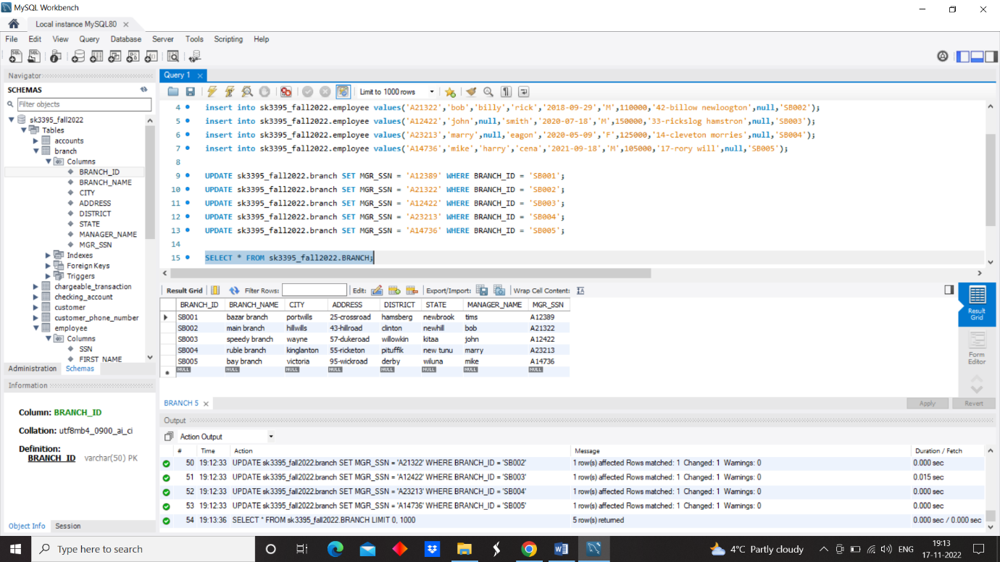 MySQL Workbench
Local instance MySQL80
File Edit View Query Database Server Tools Scripting Help
Navigator
SCHEMAS
Filter objects
sk3395_fall2022
Tables
accounts
branch
Columns
BRANCH_ID
BRANCH_NAME
CITY
ADDRESS
DISTRICT
STATE
MANAGER_NAME
MGR_SSN
Indexes
Foreign Keys
Triggers
chargeable_transaction
checking_account
customer
customer_phone_number
employee
Columns
SSN
FIRST_NAME
Administration Schemas
Information
Column: BRANCH_ID
Collation: utf8mb4_0900_ai_ci
Definition:
BRANCH_ID varchar(50) PK
Object Info Session
Query 1
Limit to 1000 rows
4 insert into sk3395_fall2022.employee values('A21322','bob','billy','rick','2018-09-29','M',110000,'42-billow newloogton',null,'SB002');
5 insert into sk3395_fall2022.employee values('A12422','john',null,'smith','2020-07-18','M',150000,'33-rickslog hamstron',null,'SB003');
6 insert into sk3395_fall2022.employee values('A23213','marry',null,'eagon','2020-05-09','F',125000,'14-cleveton morries',null,'SB004');
7 insert into sk3395_fall2022.employee values('A14736','mike','harry','cena','2021-09-18','M',105000,'17-rory will',null,'SB005');
8
9 UPDATE sk3395_fall2022.branch SET MGR_SSN = 'A12389' WHERE BRANCH_ID = 'SB001';
10 UPDATE sk3395_fall2022.branch SET MGR_SSN = 'A21322' WHERE BRANCH_ID = 'SB002';
11 UPDATE sk3395_fall2022.branch SET MGR_SSN = 'A12422' WHERE BRANCH_ID = 'SB003';
12 UPDATE sk3395_fall2022.branch SET MGR_SSN = 'A23213' WHERE BRANCH_ID = 'SB004';
13 UPDATE sk3395_fall2022.branch SET MGR_SSN = 'A14736' WHERE BRANCH_ID = 'SB005';
14
15 SELECT * FROM sk3395_fall2022.BRANCH;
Result Grid Filter Rows: Edit: Export/Import: Wrap Cell Content:
BRANCH_ID BRANCH_NAME CITY ADDRESS DISTRICT STATE MANAGER_NAME MGR_SSN
SB001 bazar branch portwills 25-crossroad hamsberg newbrook tims A12389
SB002 main branch hillwills 43-hillroad clinton newhill bob A21322
SB003 speedy branch wayne 57-dukeroad willowkin kitaa john A12422
SB004 ruble branch kinglanton 55-ricketon pituffik new tunu marry A23213
SB005 bay branch victoria 95-wickroad derby wiluna mike A14736
NULL NULL NULL NULL NULL NULL NULL NULL
Result
Grid
Form
Editor
BRANCH 5
Apply Revert
Output
Action Output
# Time Action Message Duration / Fetch
50 19:12:33 UPDATE sk3395_fall2022.branch SET MGR_SSN = 'A21322' WHERE BRANCH_ID = 'SB002' 1 row(s) affected Rows matched: 1 Changed: 1 Warnings: 0 0.000 sec
51 19:12:33 UPDATE sk3395_fall2022.branch SET MGR_SSN = 'A12422' WHERE BRANCH_ID = 'SB003' 1 row(s) affected Rows matched: 1 Changed: 1 Warnings: 0 0.015 sec
52 19:12:33 UPDATE sk3395_fall2022.branch SET MGR_SSN = 'A23213' WHERE BRANCH_ID = 'SB004' 1 row(s) affected Rows matched: 1 Changed: 1 Warnings: 0 0.000 sec
53 19:12:33 UPDATE sk3395_fall2022.branch SET MGR_SSN = 'A14736' WHERE BRANCH_ID = 'SB005' 1 row(s) affected Rows matched: 1 Changed: 1 Warnings: 0 0.000 sec
54 19:13:36 SELECT * FROM sk3395_fall2022.BRANCH LIMIT 0, 1000 5 row(s) returned 0.000 sec / 0.000 sec
Type here to search
4°C Partly cloudy
ENG
19:13
17-11-2022